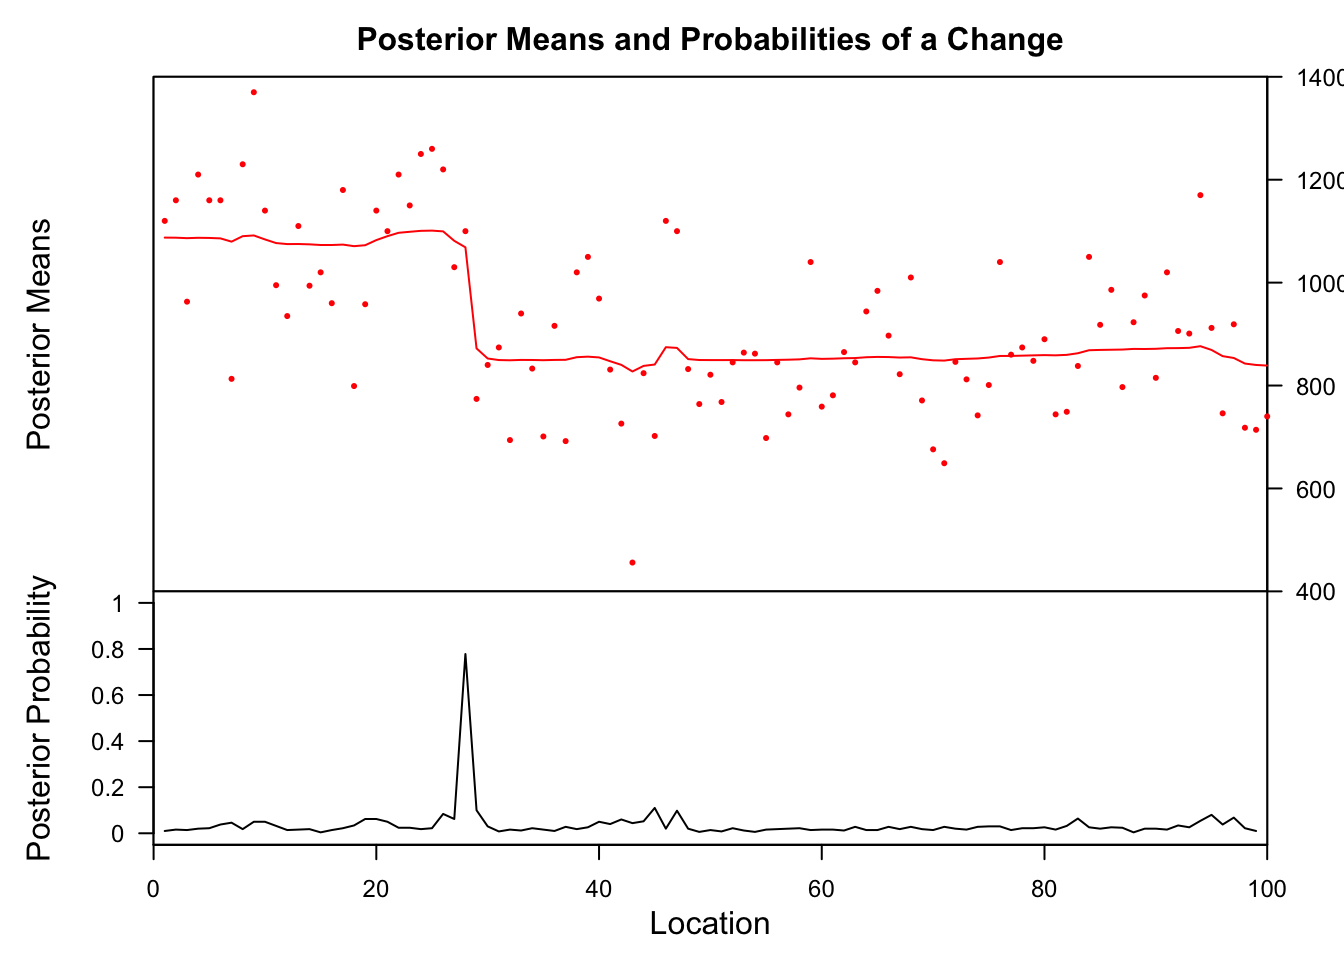 Posterior Means and Probabilities of a Change
Posterior Means
1400
1200
1000
800
600
400
Posterior Probability
1
0.8
0.6
0.4
0.2
0
0 20 40 60 80 100
Location